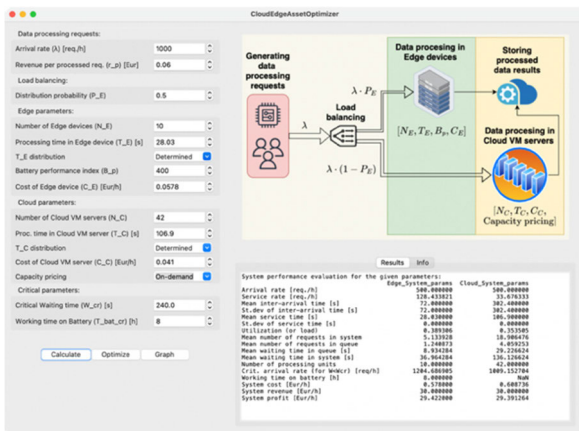 CloudEdgeAssetOptimizer
Data processing requests:
Arrival rate (λ) [req./h] 1000
Revenue per processed req. (r_p) [Eur] 0.06
Load balancing:
Distribution probability (P_E) 0.5
Edge parameters:
Number of Edge devices (N_E) 10
Processing time in Edge device (T_E) [s] 28.03
T_E distribution Determined
Battery performance index (B_p) 400
Cost of Edge device (C_E) [Eur/h] 0.0578
Cloud parameters:
Number of Cloud VM servers (N_C) 42
Proc. time in Cloud VM server (T_C) [s] 106.9
T_C distribution Determined
Cost of Cloud VM server (C_C) [Eur/h] 0.041
Capacity pricing On-demand
Critical parameters:
Critical Waiting time (W_cr) [s] 240.0
Working time on Battery (T_bat_cr) [h] 8
Calculate Optimize Graph
Generating
data
processing
requests
λ
Load
balancing
λ · P_E
λ · (1 − P_E)
Data procesing in
Edge devices
[N_E, T_E, B_p, C_E]
Storing
processed
data results
Data procesing in
Cloud VM servers
[N_C, T_C, C_C,
Capacity pricing]
Results Info
System performance evaluation for the given parameters:
Edge_System_params Cloud_System_params
Arrival rate [req./h] 500.000000 500.000000
Service rate [req./h] 128.433821 33.676333
Mean inter-arrival time [s] 72.000000 302.400000
St.dev of inter-arrival time [s] 72.000000 302.400000
Mean service time [s] 28.030000 106.900000
St.dev of service time [s] 0.000000 0.000000
Utilization (or load) 0.389306 0.353505
Mean number of requests in system 5.133928 18.906476
Mean number of requests in queue 1.240873 4.059253
Mean waiting time in queue [s] 8.934284 29.226624
Mean waiting time in system [s] 36.964284 136.126624
Number of processing units 10.000000 42.000000
Crit. arrival rate (for W=Wcr) [req/h] 1204.686905 1009.152704
Working time on battery [h] 8.000000 NaN
System cost [Eur/h] 0.578000 0.608736
System revenue [Eur/h] 30.000000 30.000000
System profit [Eur/h] 29.422000 29.391264